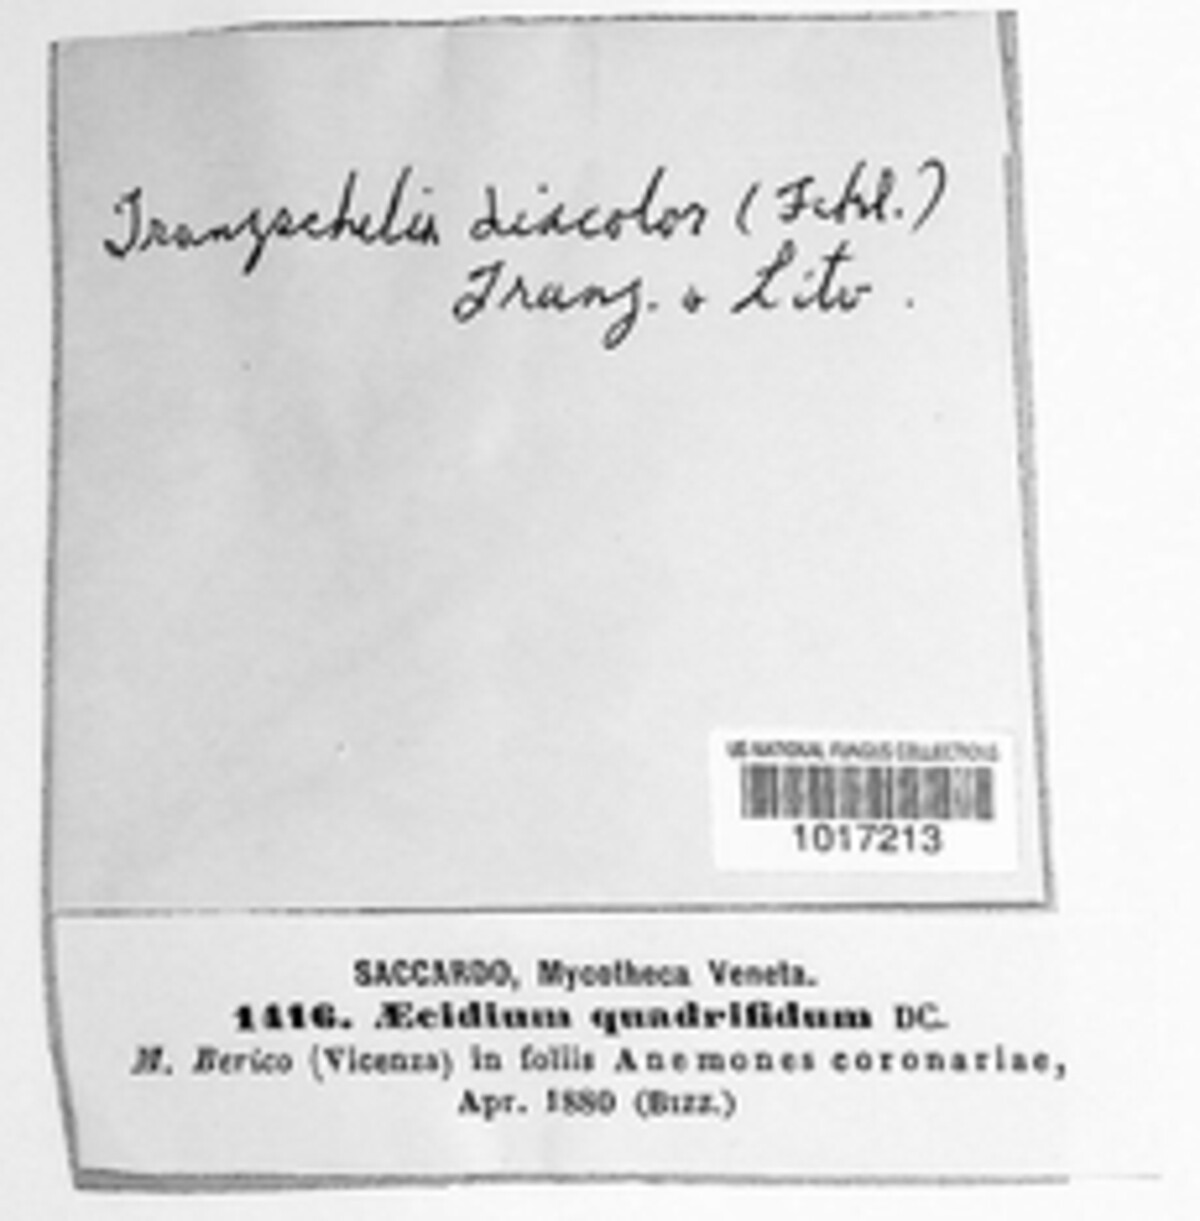 Tranzschelia discolor (Fckl.)
Tranz. & Litv.
US NATIONAL FUNGUS COLLECTIONS
1017213
SACCARDO, Mycotheca Veneta.
1416. Æcidium quadrifidum DC.
M. Berico (Vicenza) in foliis Anemones coronariae,
Apr. 1880 (Bizz.)